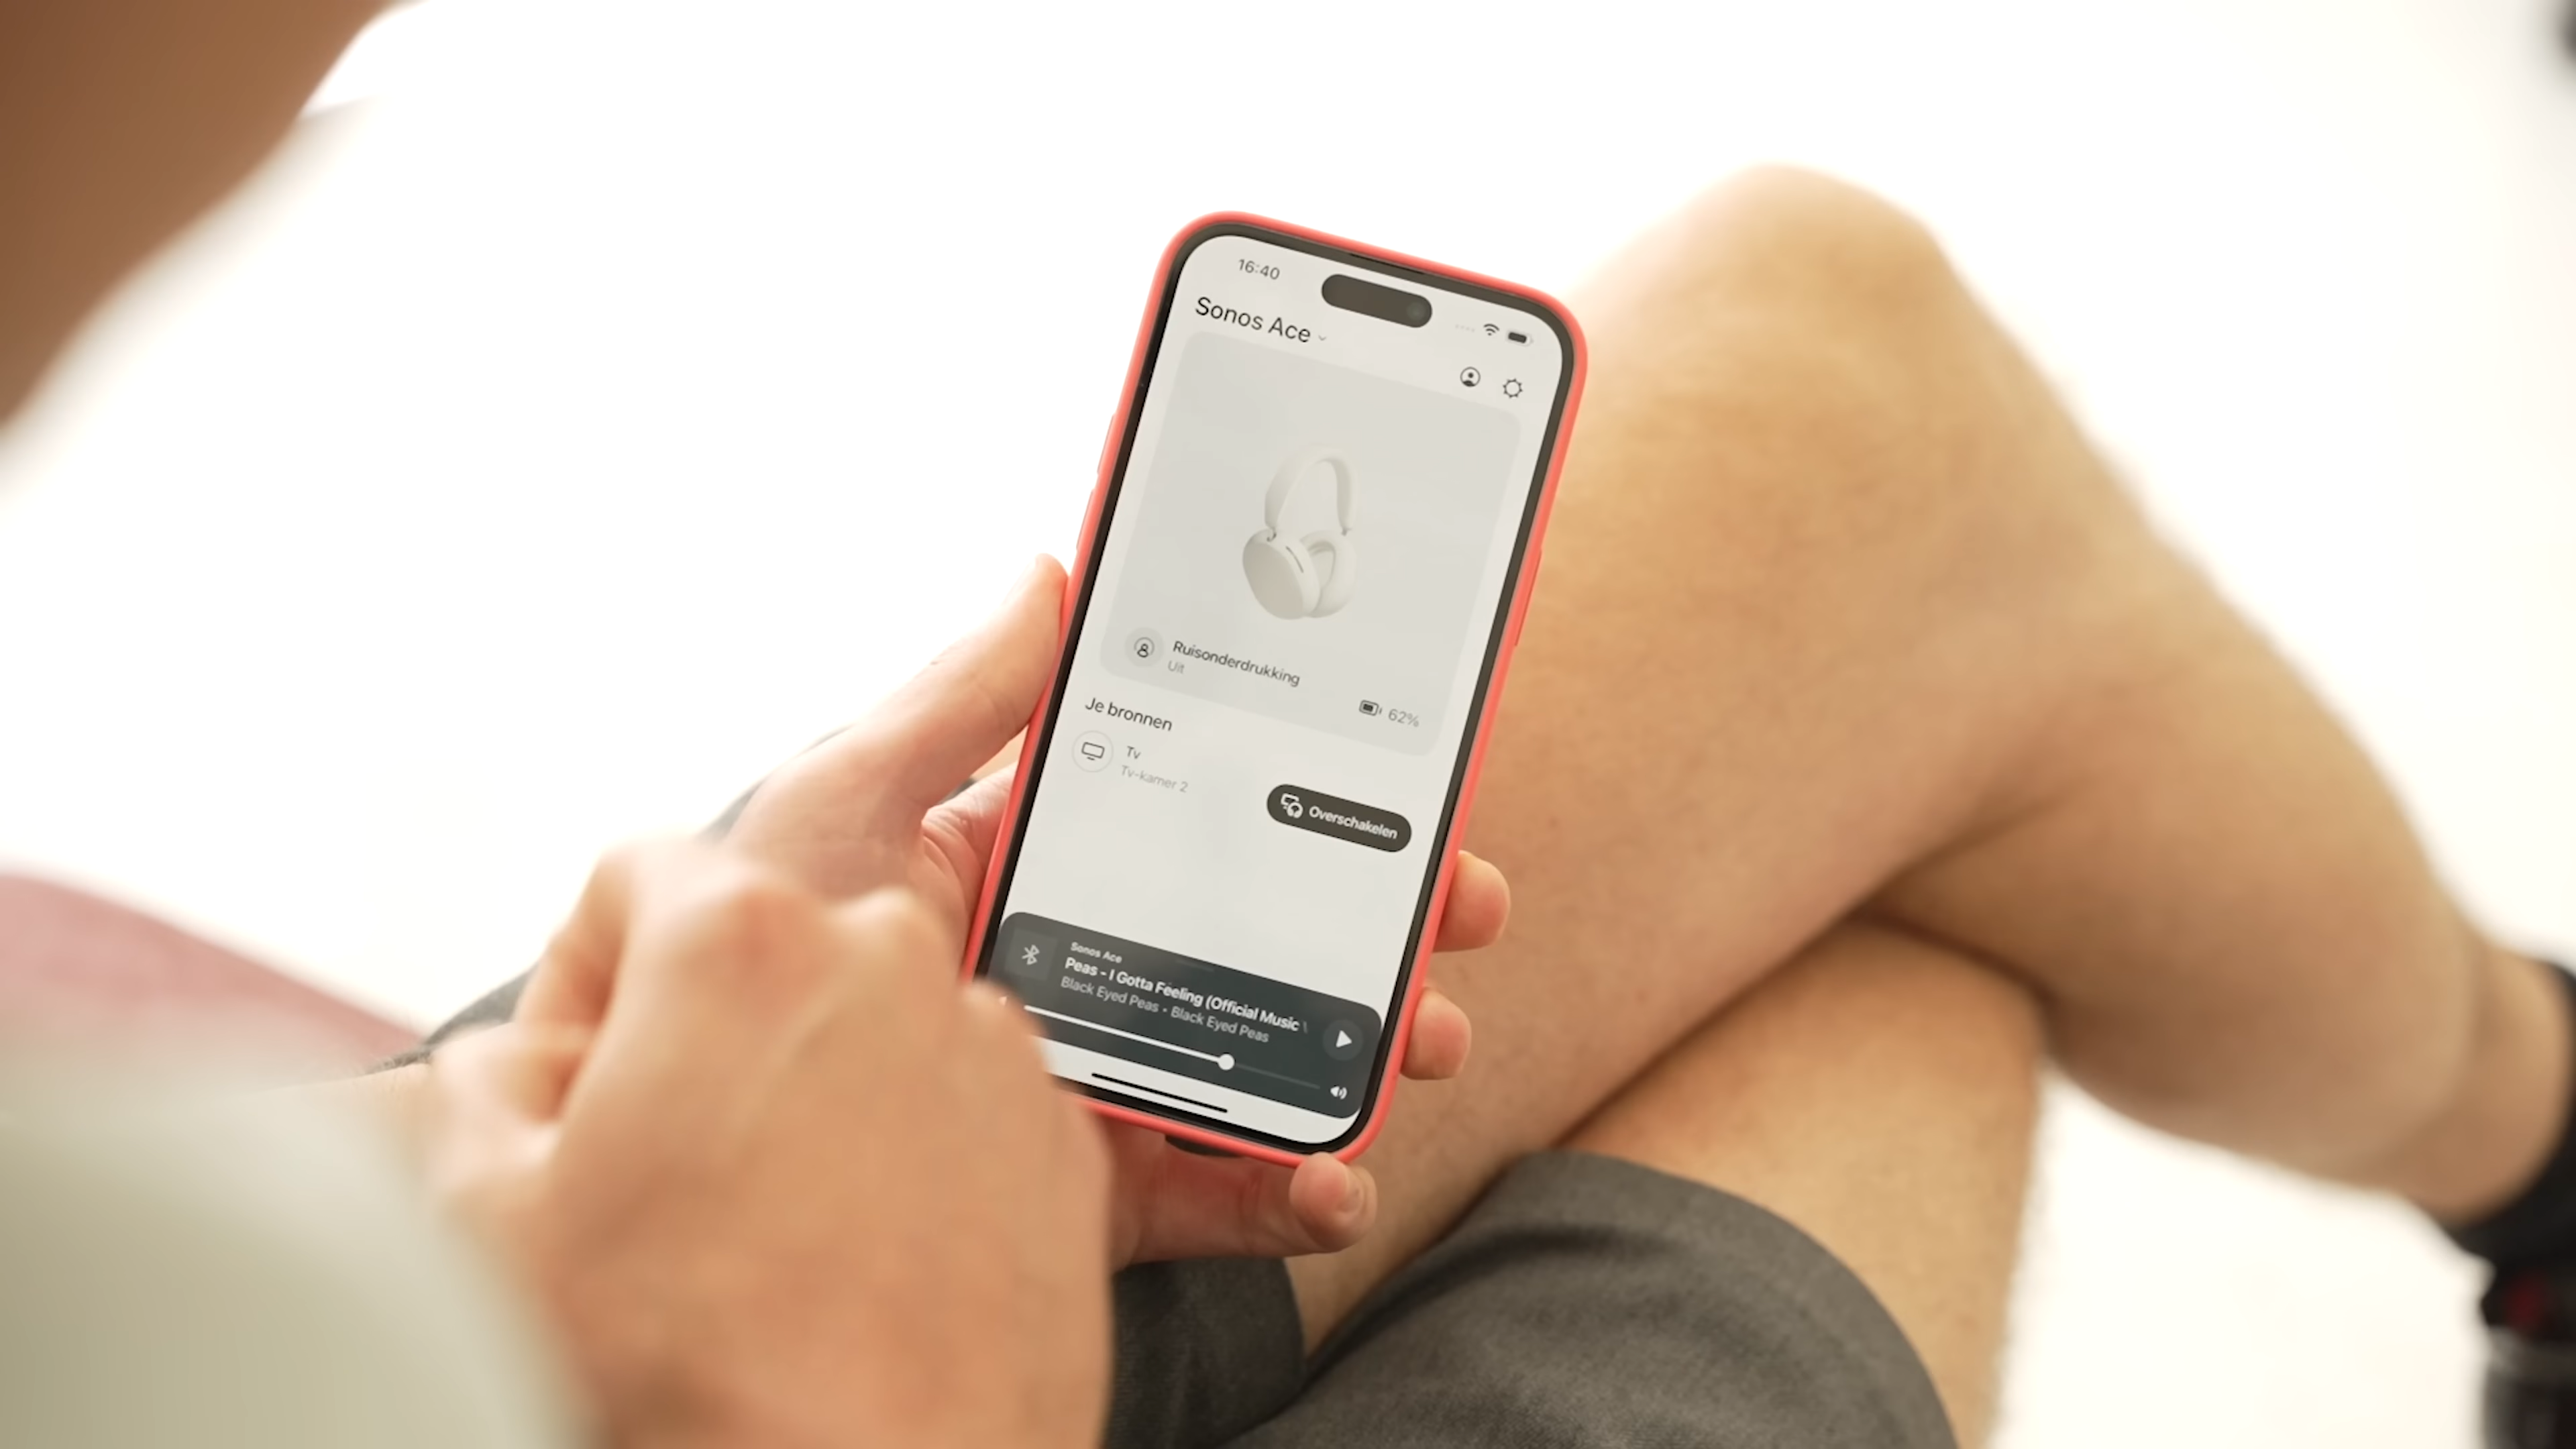 16:40
Sonos Ace
Ruisonderdrukking
Uit
62%
Je bronnen
Tv
Tv-kamer 2
Overschakelen
Sonos Ace
Peas - I Gotta Feeling (Official Music
Black Eyed Peas - Black Eyed Peas